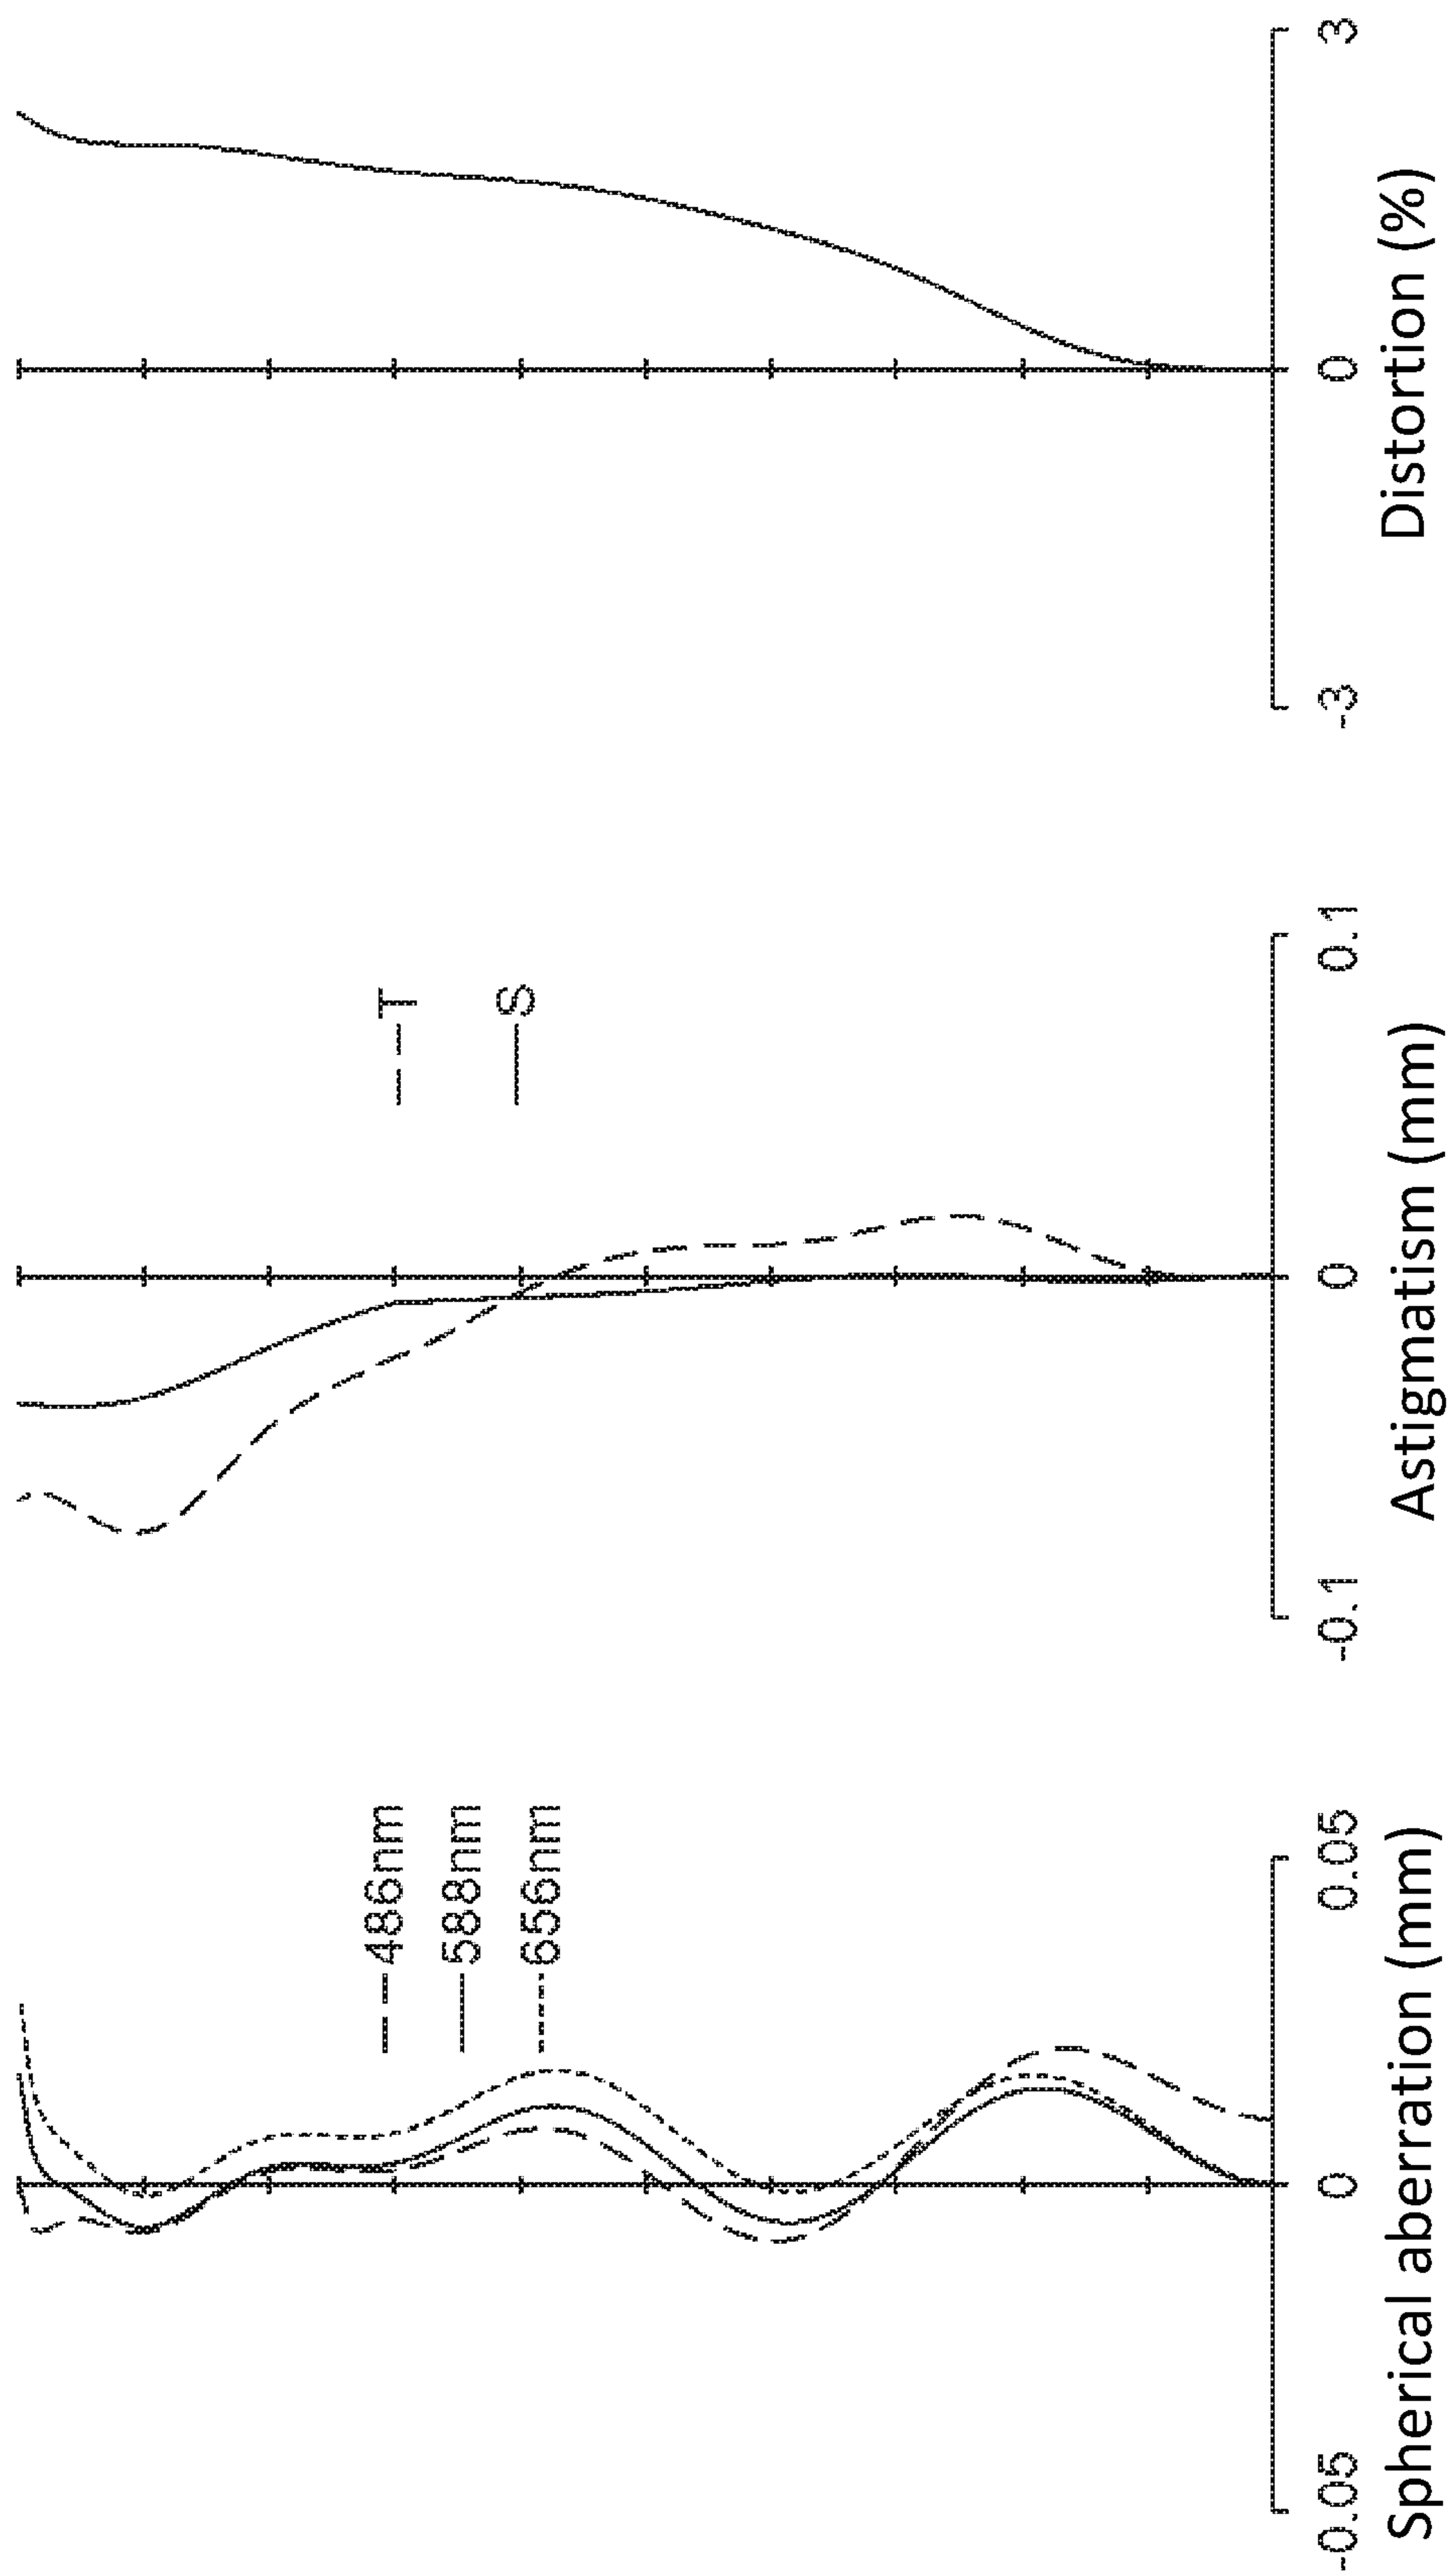 486nm
588nm
656nm
-0.05
0
0.05
Spherical aberration (mm)
T
S
-0.1
0
0.1
Astigmatism (mm)
-3
0
3
Distortion (%)